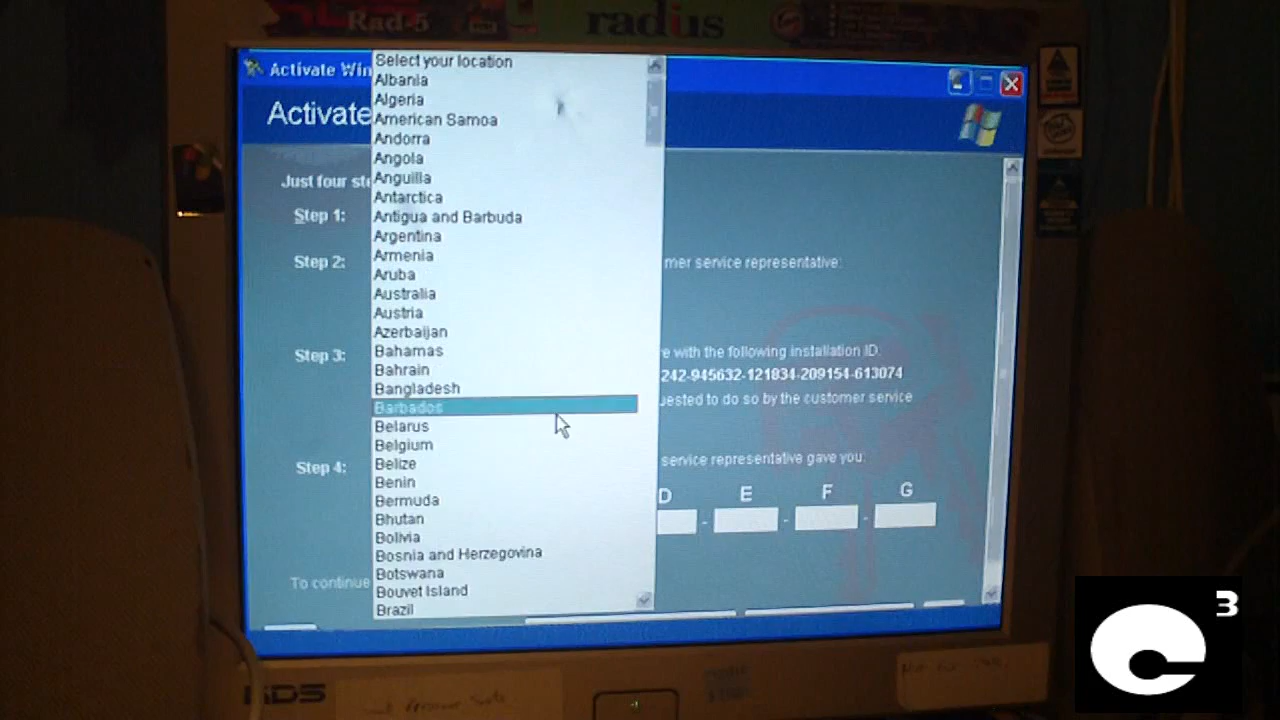 Rad-5
radius
Activate Win
Select your location
Albania
Activate
Algeria
American Samoa
Andorra
Angola
Just four ste
Anguilla
Antarctica
Step 1:
Antigua and Barbuda
Argentina
Armenia
Step 2:
mer service representative:
Aruba
Australia
Austria
Azerbaijan
Bahamas
Step 3:
e with the following installation ID:
Bahrain
242-945632-121834-209154-613074
Bangladesh
uested to do so by the customer service
Barbados
Belarus
Belgium
Step 4:
service representative gave you:
Belize
Benin
D E F G
Bermuda
Bhutan
- - -
Bolivia
Bosnia and Herzegovina
Botswana
To continue
Bouvet Island
Brazil
3